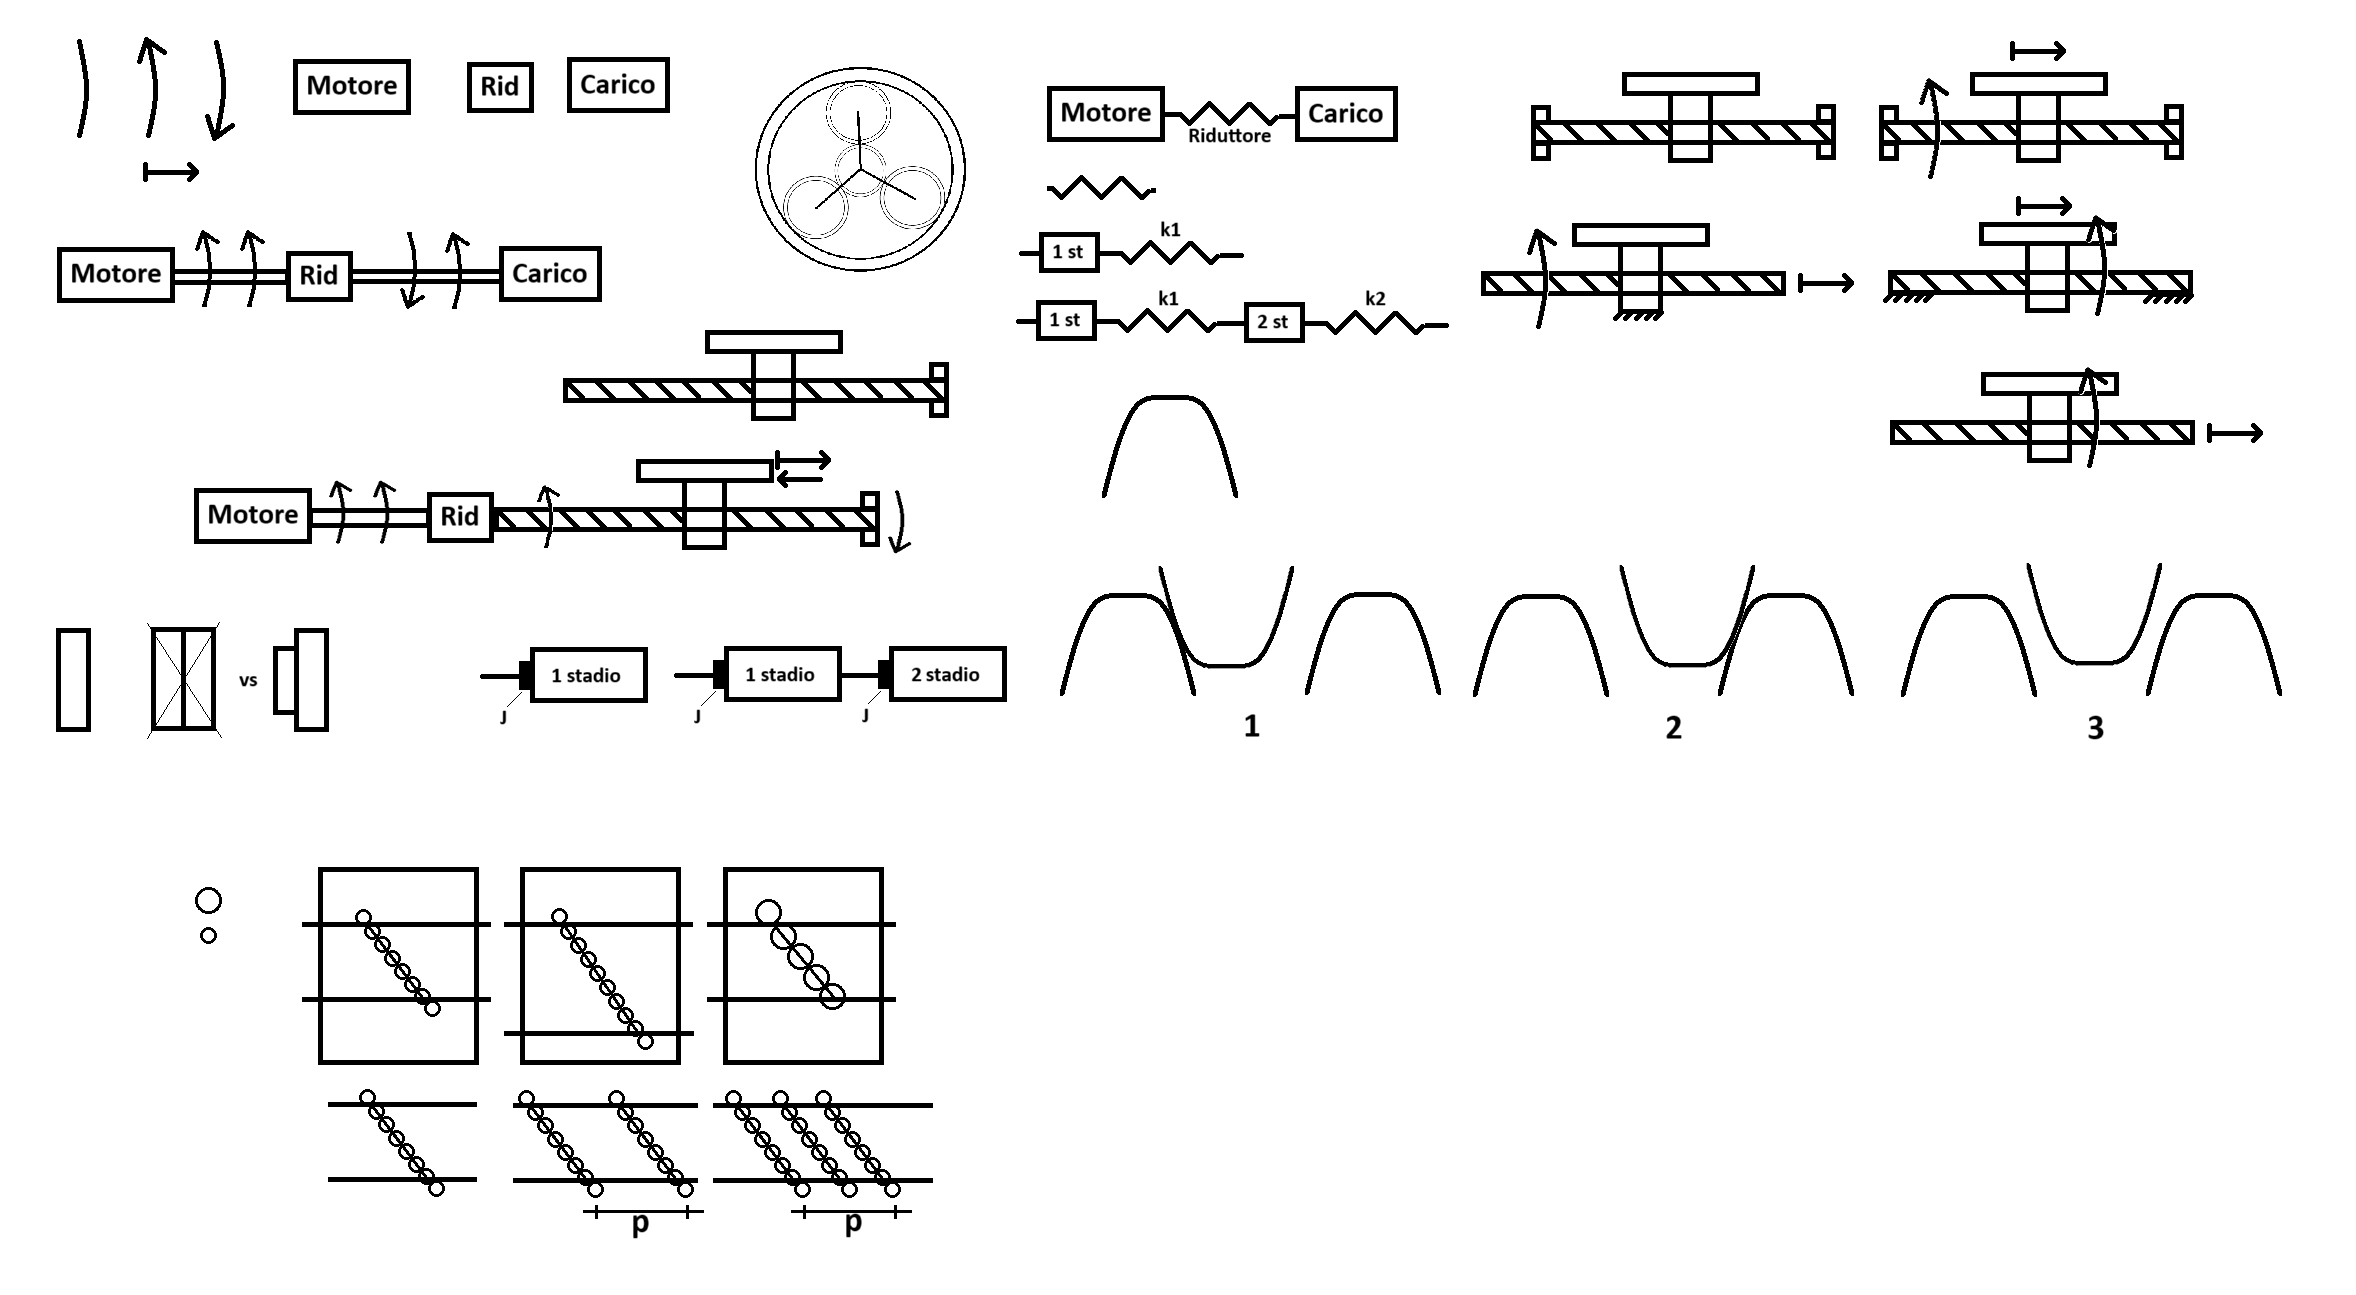 Motore Rid Carico
Motore Riduttore Carico
k1
1 st
Motore Rid Carico
k1 k2
1 st 2 st
Motore Rid
vs
1 stadio
J
1 stadio 2 stadio
J J
1 2 3
p p